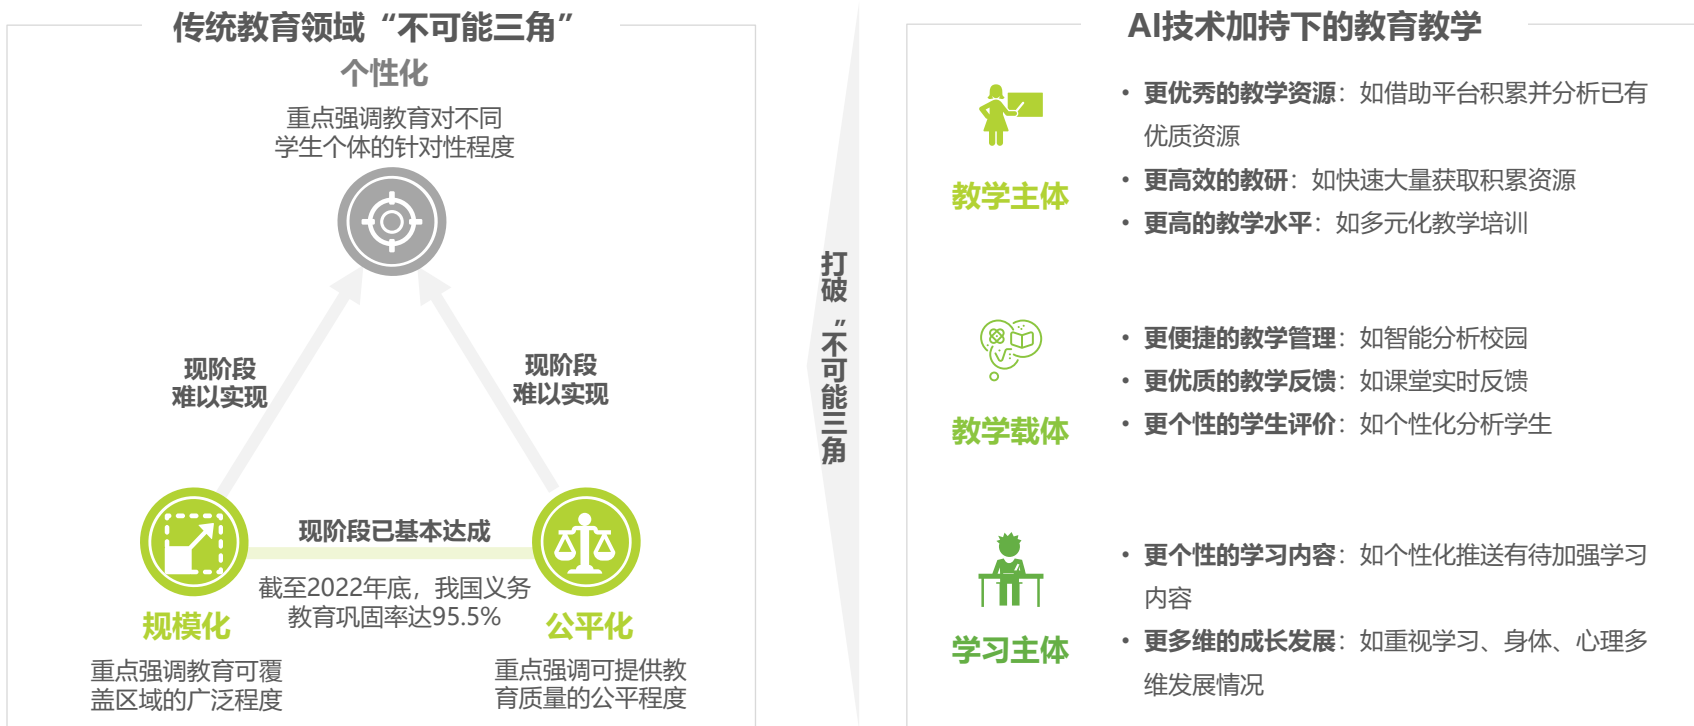 传统教育领域“不可能三角”
个性化
重点强调教育对不同
学生个体的针对性程度
现阶段
难以实现
现阶段
难以实现
现阶段已基本达成
截至2022年底，我国义务
教育巩固率达95.5%
规模化
重点强调教育可覆
盖区域的广泛程度
公平化
重点强调可提供教
育质量的公平程度
打破“不可能三角”
AI技术加持下的教育教学
教学主体
• 更优秀的教学资源：如借助平台积累并分析已有
优质资源
• 更高效的教研：如快速大量获取积累资源
• 更高的教学水平：如多元化教学培训
教学载体
• 更便捷的教学管理：如智能分析校园
• 更优质的教学反馈：如课堂实时反馈
• 更个性的学生评价：如个性化分析学生
学习主体
• 更个性的学习内容：如个性化推送有待加强学习
内容
• 更多维的成长发展：如重视学习、身体、心理多
维发展情况